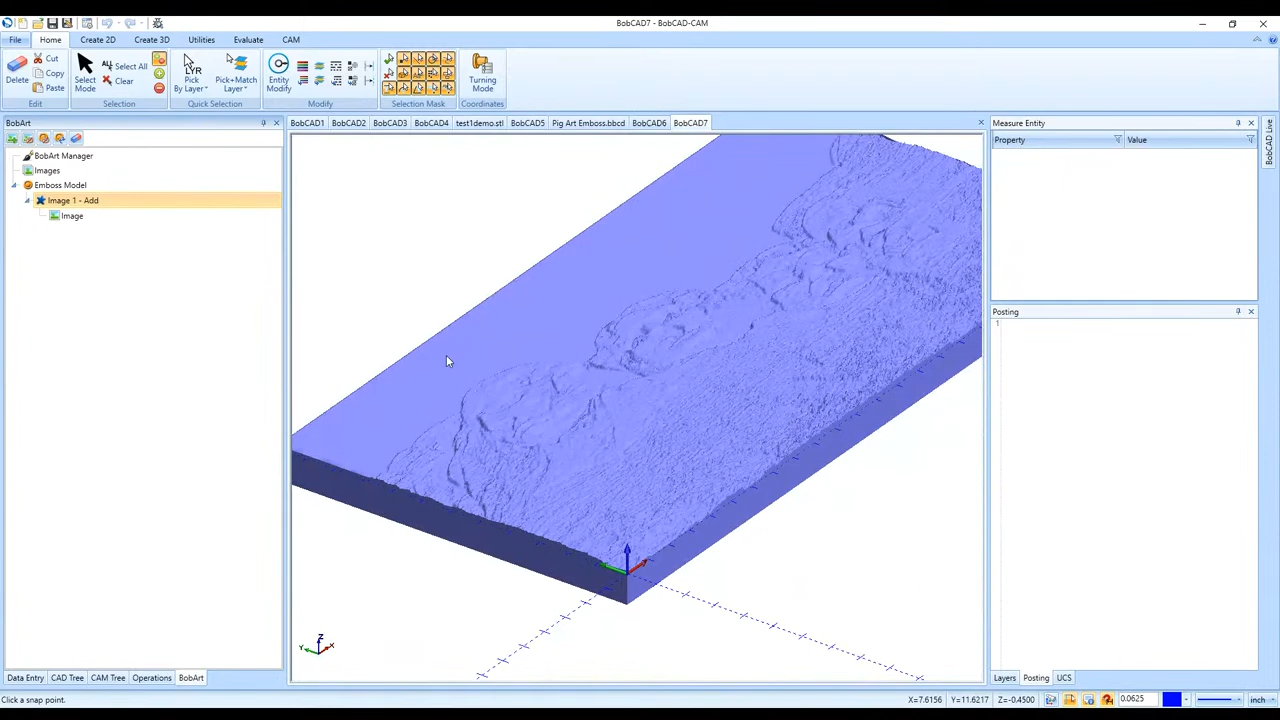 BobCAD7 - BobCAD-CAM
File Home Create 2D Create 3D Utilities Evaluate CAM
Delete Cut Copy Paste Edit
Select Mode Select All Clear Selection
LYR Pick By Layer Pick+Match Layer Quick Selection
Entity Modify Modify
Selection Mask
Turning Mode Coordinates
BobArt
BobArt Manager
Images
Emboss Model
Image 1 - Add
Image
BobCAD1 BobCAD2 BobCAD3 BobCAD4 test1demo.stl BobCAD5 Pig Art Emboss.bbcd BobCAD6 BobCAD7
Measure Entity
Property Value
BobCAD Live
Posting
1
Z
Y X
Data Entry CAD Tree CAM Tree Operations BobArt
Layers Posting UCS
Click a snap point. X=7.6156 Y=11.6217 Z=-0.4500 0.0625 inch